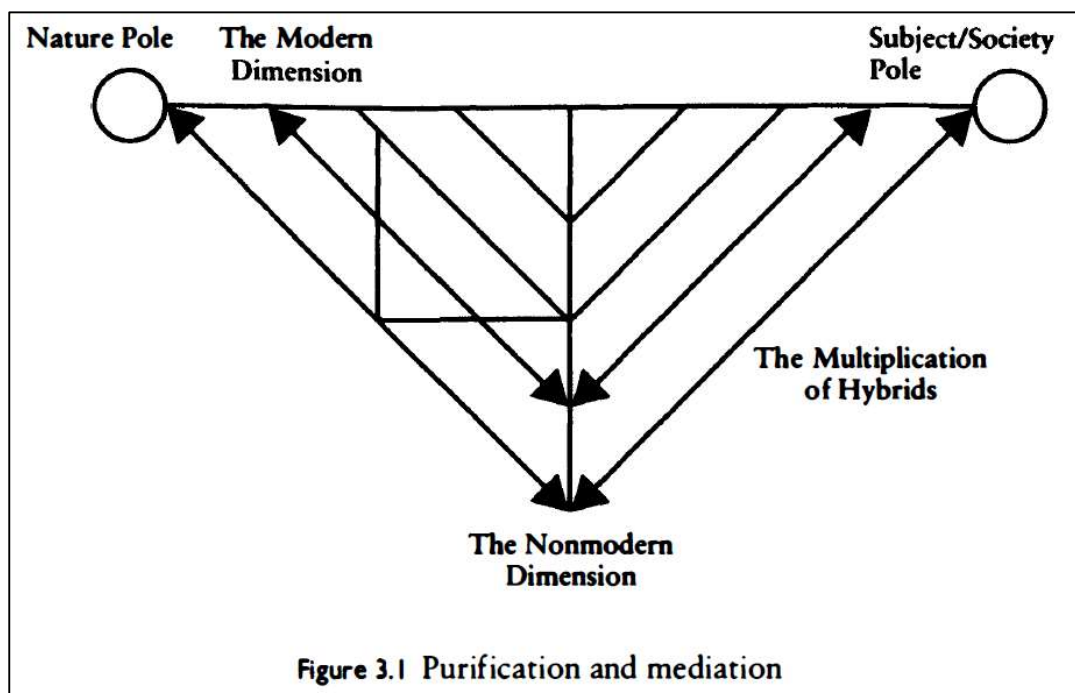 Nature Pole
The Modern
Dimension
Subject/Society
Pole
The Multiplication
of Hybrids
The Nonmodern
Dimension
Figure 3.1 Purification and mediation